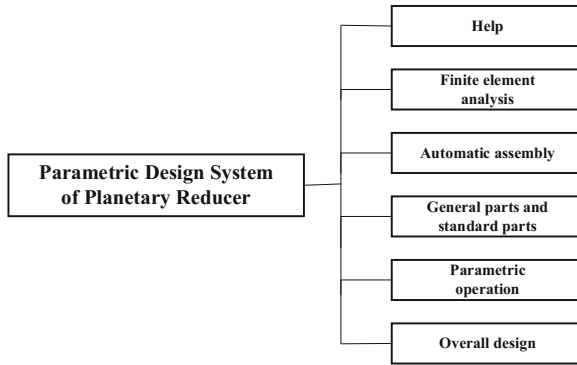 Help
Finite element
analysis
Automatic assembly
Parametric Design System
of Planetary Reducer
General parts and
standard parts
Parametric
operation
Overall design